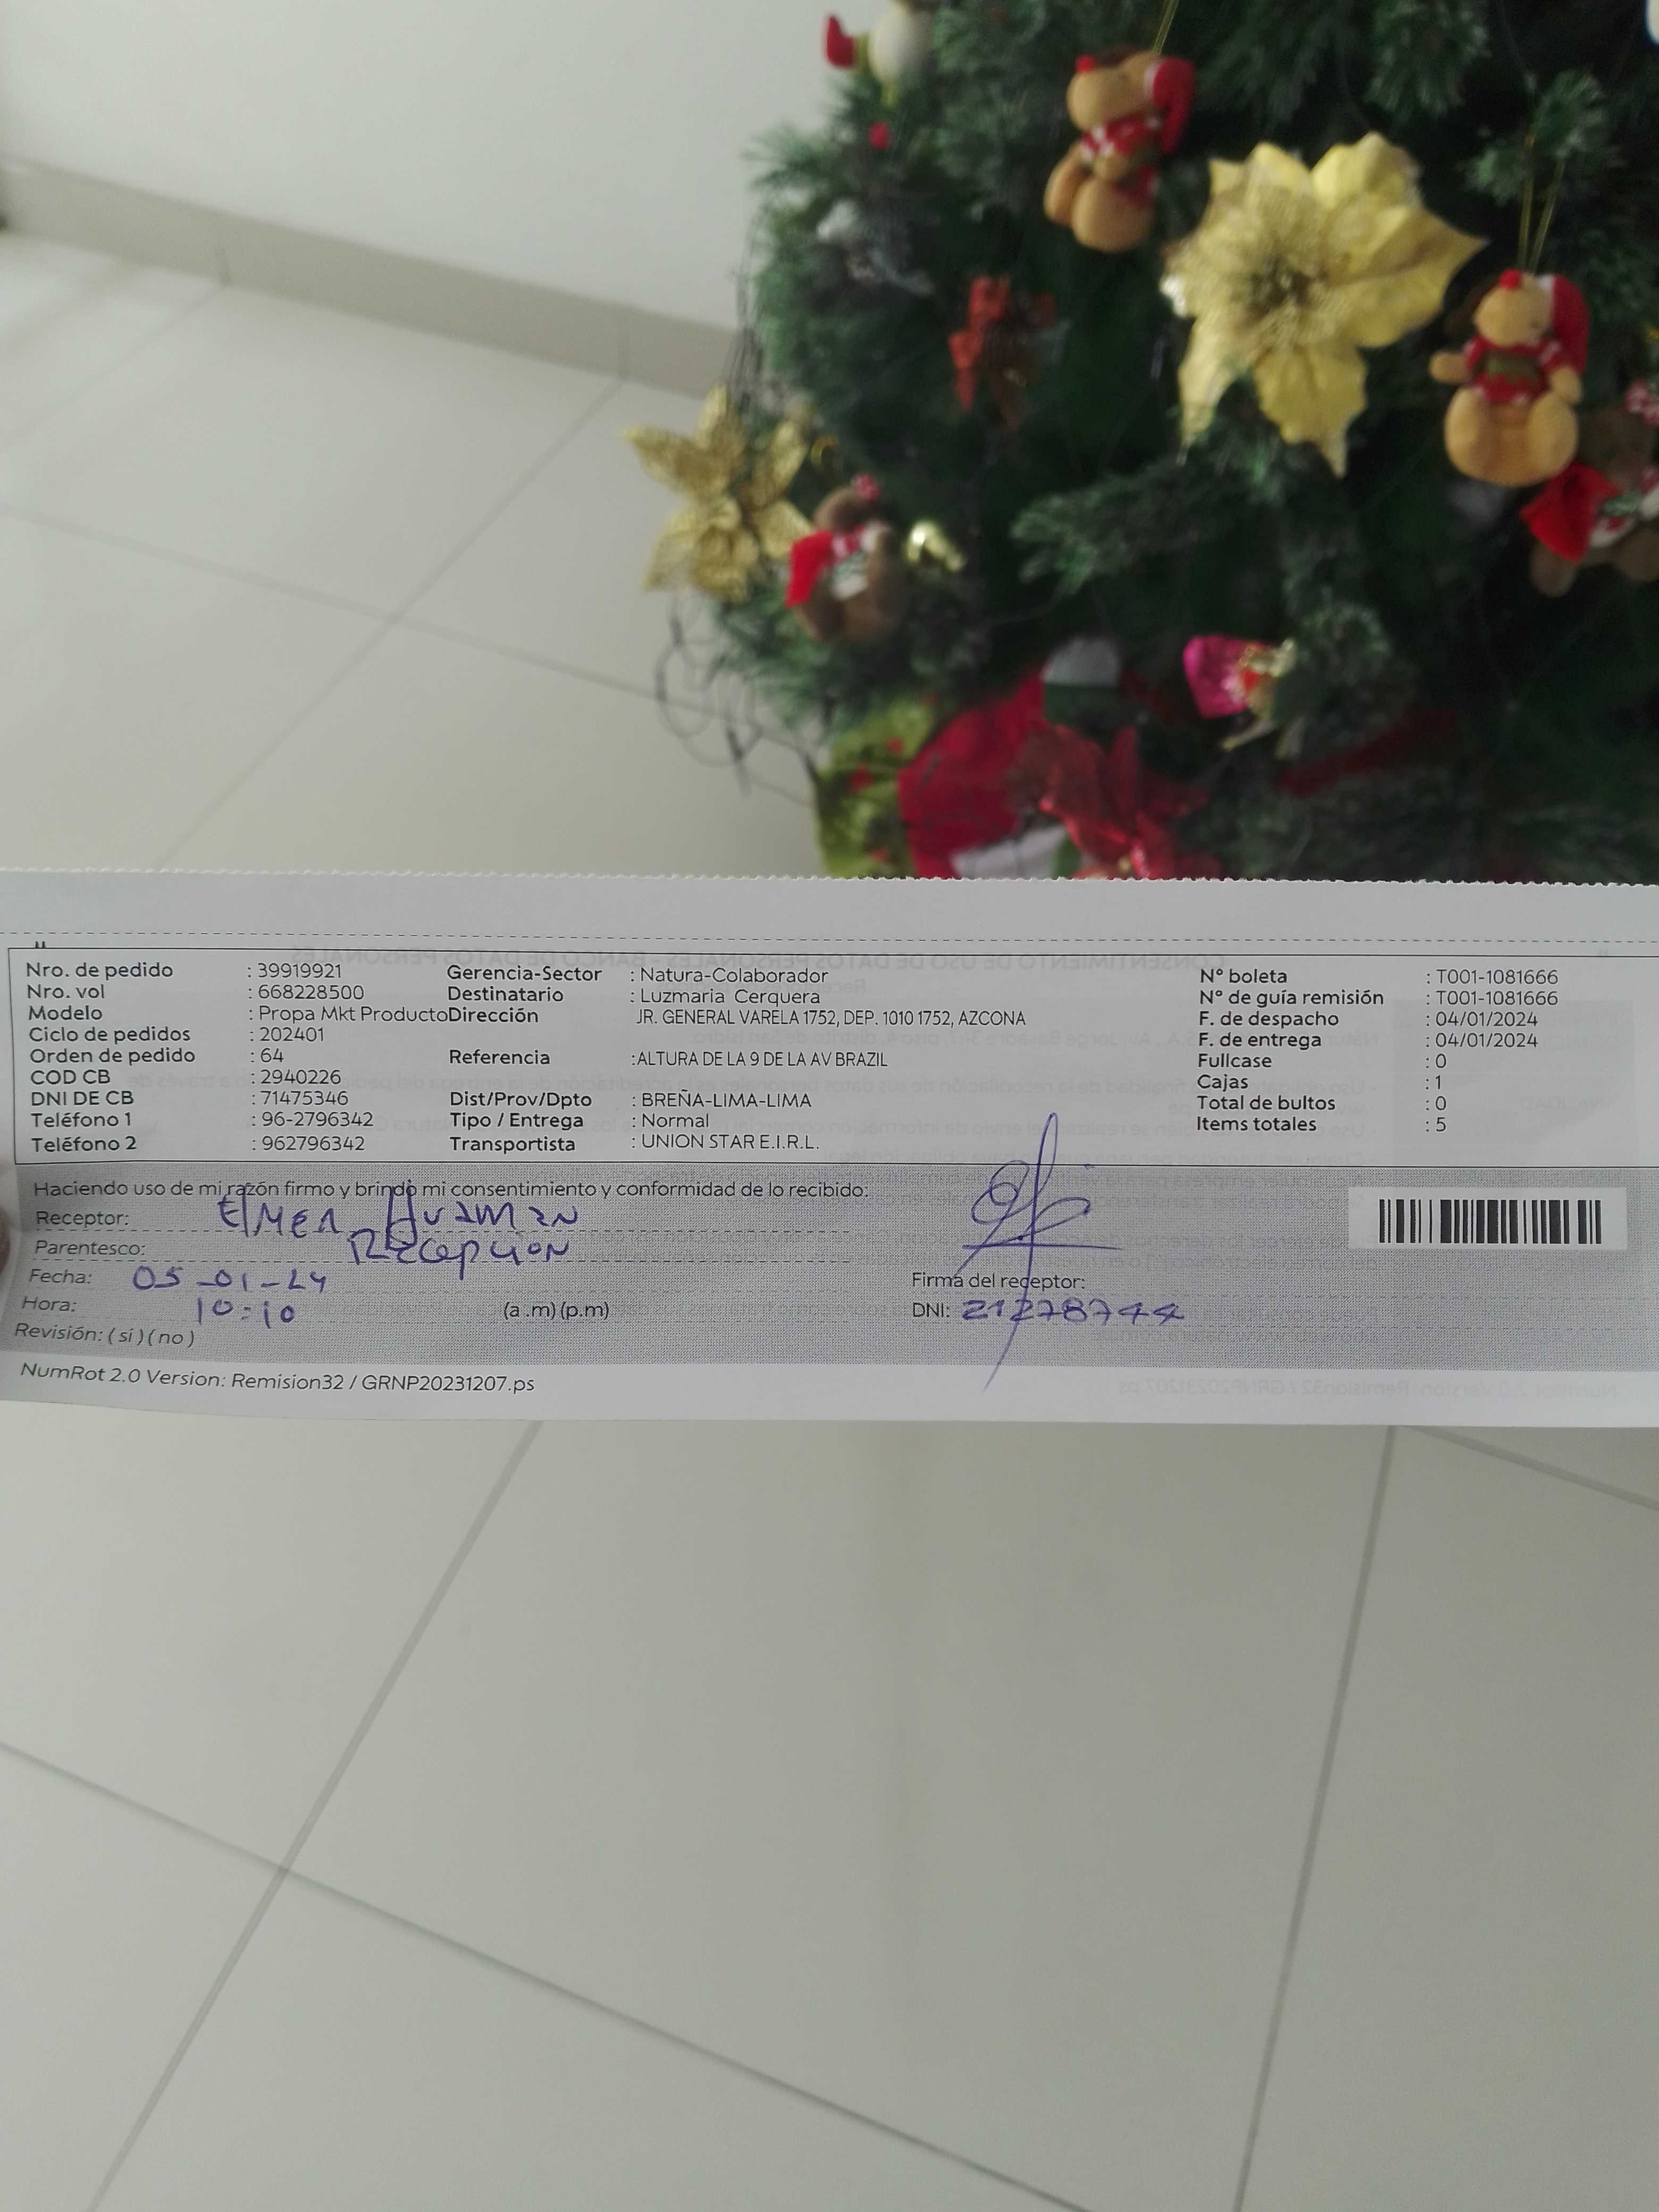 Nro. de pedido : 39919921 Gerencia-Sector : Natura-Colaborador N° boleta : T001-1081666
Nro. vol : 668228500 Destinatario : Luzmaria Cerquera N° de guía remisión : T001-1081666
Modelo : Propa Mkt Producto Dirección JR. GENERAL VARELA 1752, DEP. 1010 1752, AZCONA F. de despacho : 04/01/2024
Ciclo de pedidos : 202401 F. de entrega : 04/01/2024
Orden de pedido : 64 Referencia :ALTURA DE LA 9 DE LA AV BRAZIL Fullcase : 0
COD CB : 2940226 Cajas : 1
DNI DE CB : 71475346 Dist/Prov/Dpto : BREÑA-LIMA-LIMA Total de bultos : 0
Teléfono 1 : 96-2796342 Tipo / Entrega : Normal Items totales : 5
Teléfono 2 : 962796342 Transportista : UNION STAR E.I.R.L.
Haciendo uso de mi razón firmo y brindo mi consentimiento y conformidad de lo recibido:
Receptor: Elmer Huaman
Parentesco: Recepcion
Fecha: 05-01-24 Firma del receptor:
Hora: 10:10 (a .m) (p.m) DNI: 21278744
Revisión: ( si ) ( no )
NumRot 2.0 Version: Remision32 / GRNP20231207.ps